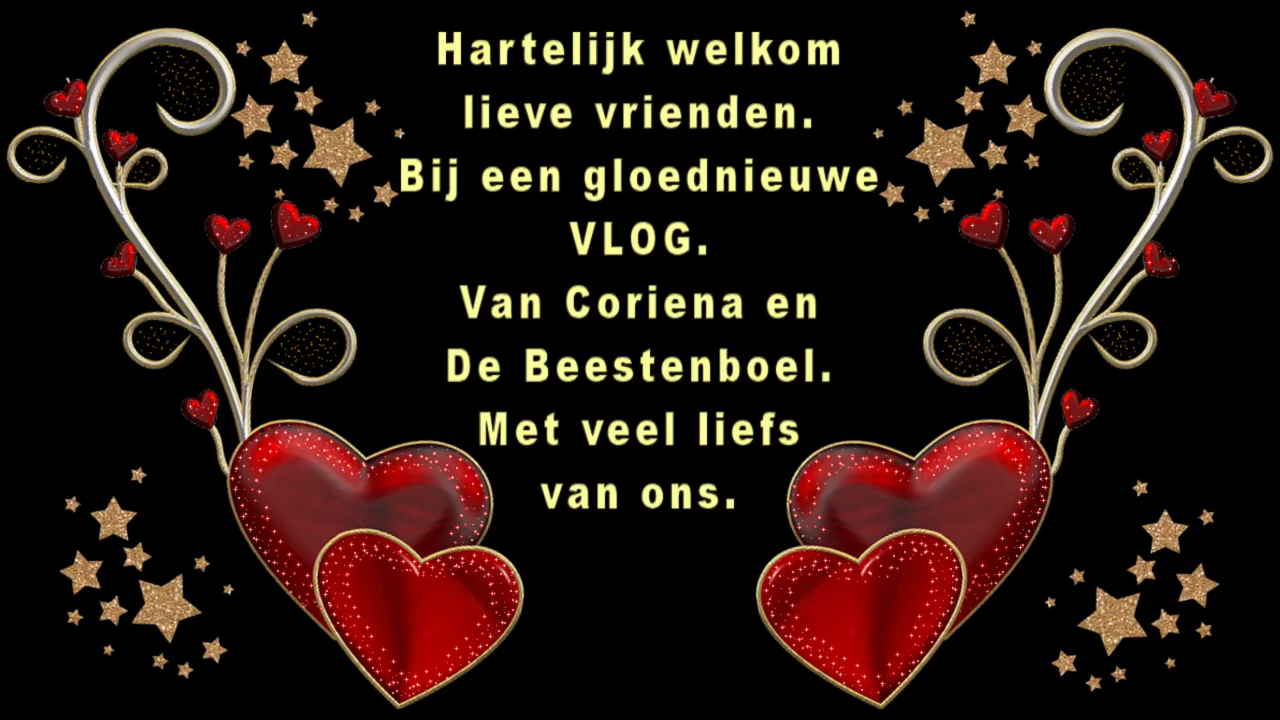 Hartelijk welkom
lieve vrienden.
Bij een gloednieuwe
VLOG.
Van Coriena en
De Beestenboel.
Met veel liefs
van ons.